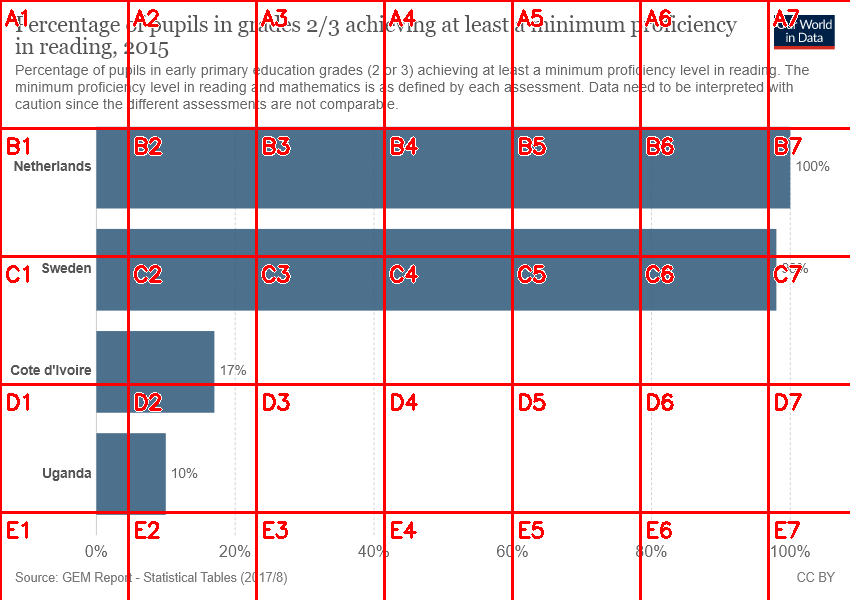 Percentage of pupils in grades 2/3 achieving at least a minimum proficiency
in reading, 2015
Our World
in Data
Percentage of pupils in early primary education grades (2 or 3) achieving at least a minimum proficiency level in reading. The
minimum proficiency level in reading and mathematics is as defined by each assessment. Data need to be interpreted with
caution since the different assessments are not comparable.
A1 A2 A3 A4 A5 A6 A7
B1 B2 B3 B4 B5 B6 B7
Netherlands 100%
C1 C2 C3 C4 C5 C6 C7
Sweden 98%
Cote d'Ivoire 17%
D1 D2 D3 D4 D5 D6 D7
Uganda 10%
E1 E2 E3 E4 E5 E6 E7
0% 20% 40% 60% 80% 100%
Source: GEM Report - Statistical Tables (2017/8) CC BY